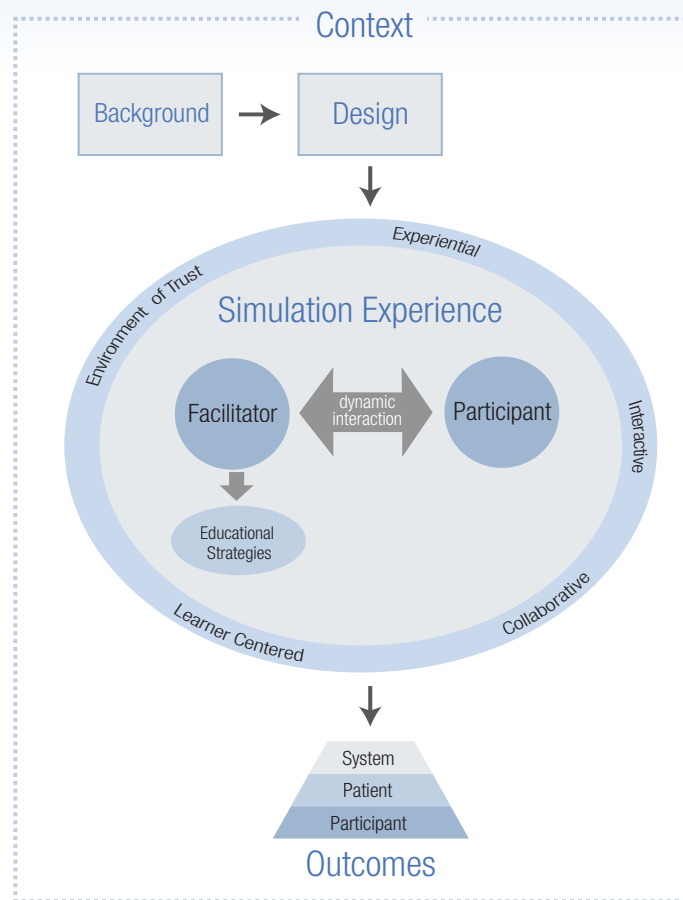 Context
Background
Design
Experiential
Environment of Trust
Simulation Experience
Facilitator
dynamic
interaction
Participant
Interactive
Educational
Strategies
Learner Centered
Collaborative
System
Patient
Participant
Outcomes